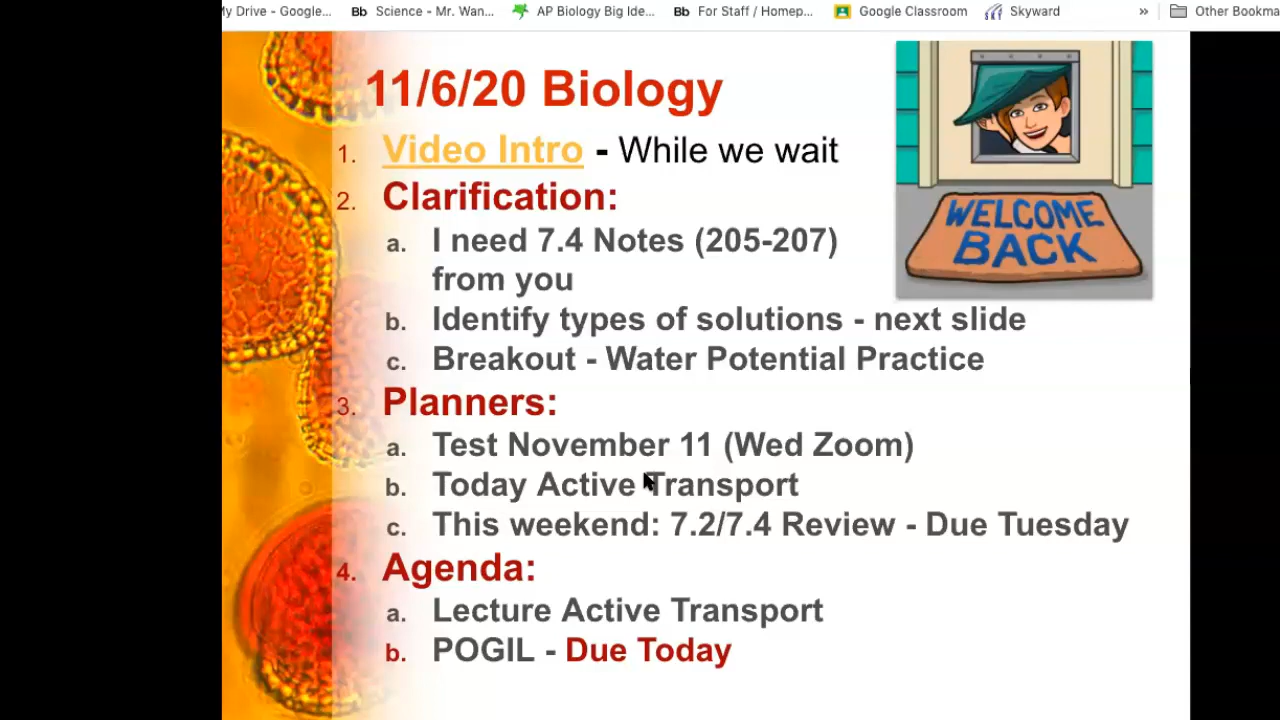 My Drive - Google... Bb Science - Mr. Wan... AP Biology Big Ide... Bb For Staff / Homep... Google Classroom Skyward » Other Bookma
11/6/20 Biology
1. Video Intro - While we wait
2. Clarification:
a. I need 7.4 Notes (205-207)
from you
b. Identify types of solutions - next slide
c. Breakout - Water Potential Practice
3. Planners:
a. Test November 11 (Wed Zoom)
b. Today Active Transport
c. This weekend: 7.2/7.4 Review - Due Tuesday
4. Agenda:
a. Lecture Active Transport
b. POGIL - Due Today
WELCOME
BACK